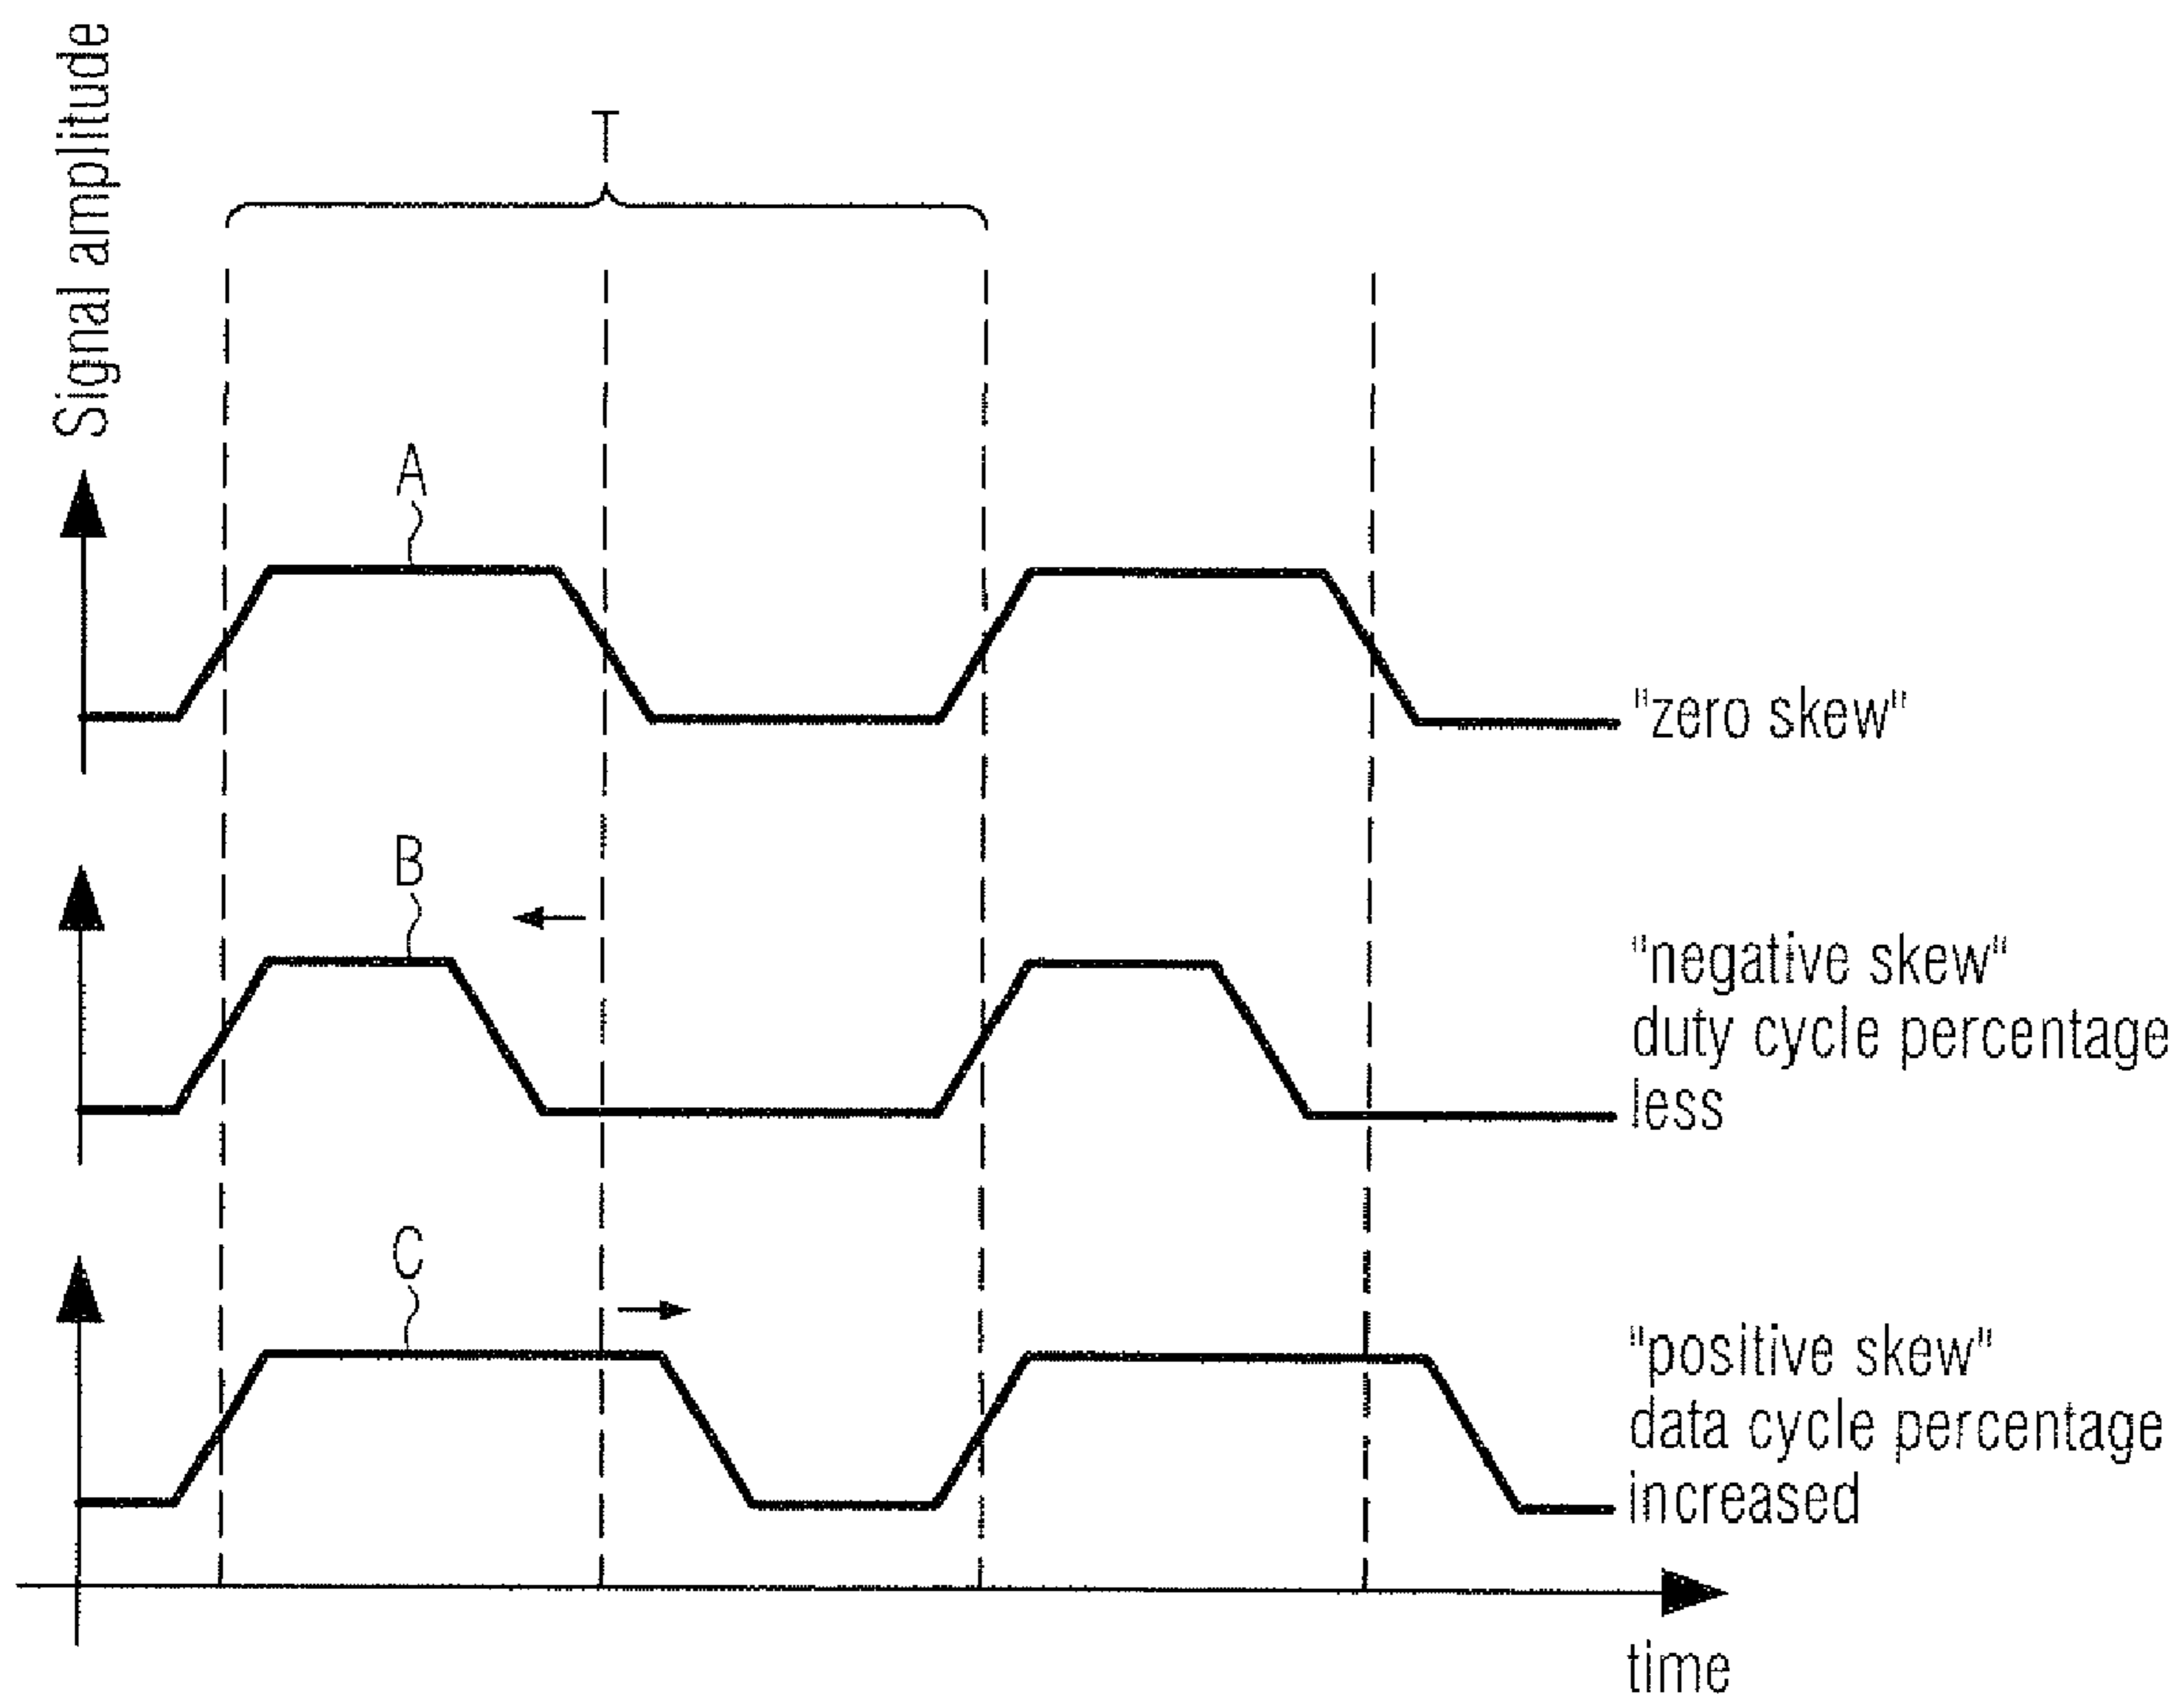 Signal amplitude
T
A
"zero skew"
B
"negative skew"
duty cycle percentage
less
C
"positive skew"
data cycle percentage
increased
time